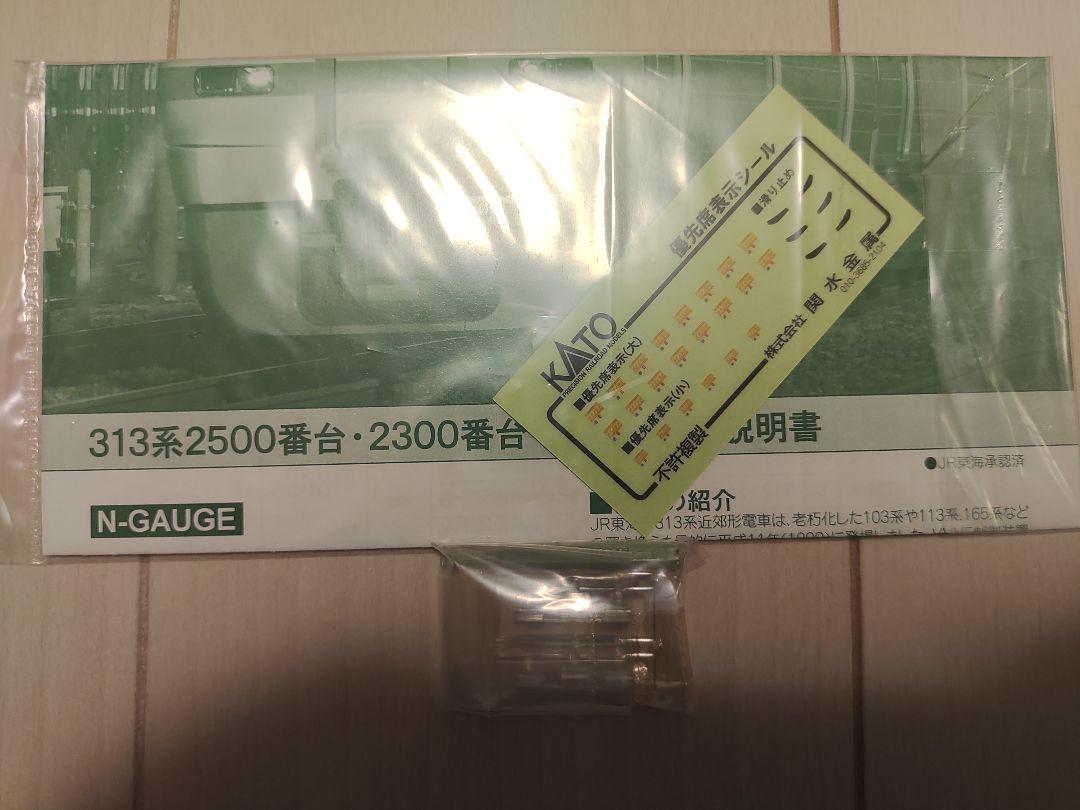 優先席表示シール
■滑り止め
KATO
PRECISION RAILROAD MODELS
■優先席表示(大)
■優先席表示(小)
不許複製
株式会社 関水金属
010-3685-2104
313系2500番台・2300番台
説明書
●JR東海承認済
N-GAUGE
の紹介
JR東海 313系近郊形電車は、老朽化した103系や113系、165系など